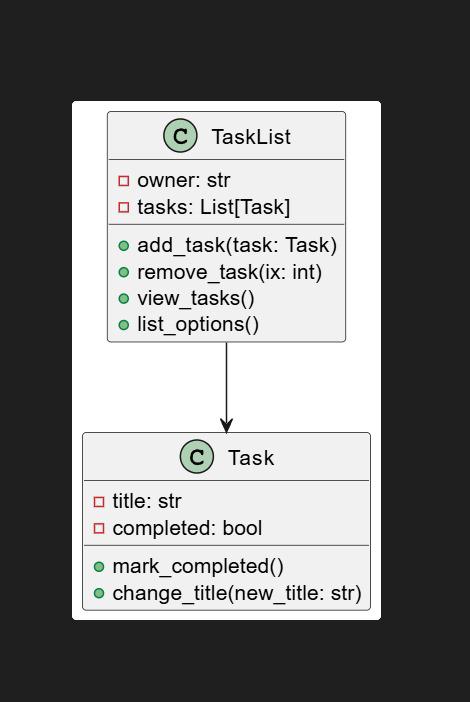 C TaskList
owner: str
tasks: List[Task]
add_task(task: Task)
remove_task(ix: int)
view_tasks()
list_options()
C Task
title: str
completed: bool
mark_completed()
change_title(new_title: str)